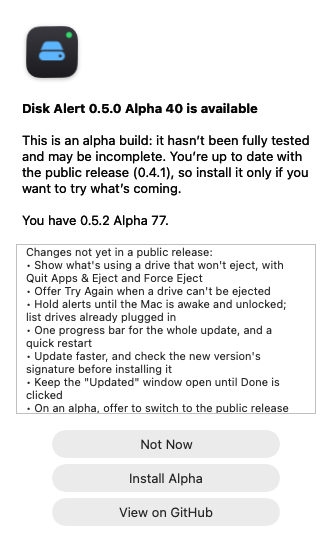 Disk Alert 0.5.0 Alpha 40 is available
This is an alpha build: it hasn’t been fully tested
and may be incomplete. You’re up to date with
the public release (0.4.1), so install it only if you
want to try what’s coming.
You have 0.5.2 Alpha 77.
Changes not yet in a public release:
• Show what's using a drive that won't eject, with
Quit Apps & Eject and Force Eject
• Offer Try Again when a drive can't be ejected
• Hold alerts until the Mac is awake and unlocked;
list drives already plugged in
• One progress bar for the whole update, and a
quick restart
• Update faster, and check the new version's
signature before installing it
• Keep the "Updated" window open until Done is
clicked
• On an alpha, offer to switch to the public release
Not Now
Install Alpha
View on GitHub